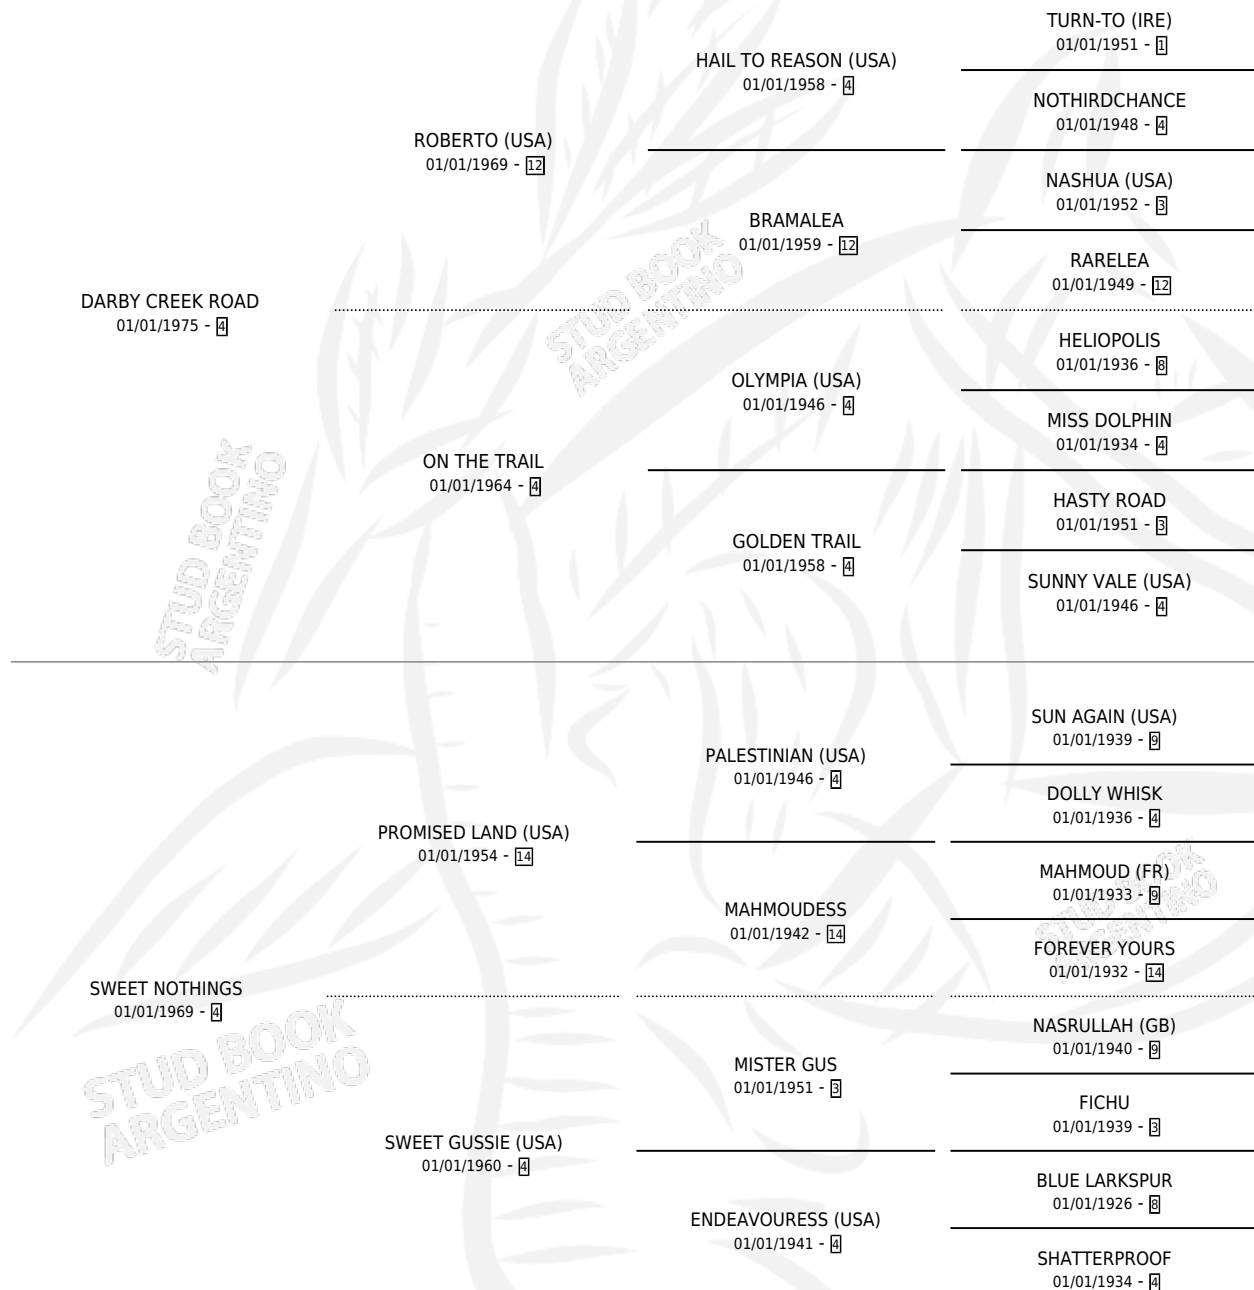 TURN-TO (IRE)
01/01/1951 - 1
HAIL TO REASON (USA)
01/01/1958 - 4
NOTHIRDCHANCE
01/01/1948 - 4
ROBERTO (USA)
01/01/1969 - 12
NASHUA (USA)
01/01/1952 - 3
BRAMALEA
01/01/1959 - 12
RARELEA
01/01/1949 - 12
DARBY CREEK ROAD
01/01/1975 - 4
HELIOPOLIS
01/01/1936 - 8
OLYMPIA (USA)
01/01/1946 - 4
MISS DOLPHIN
01/01/1934 - 4
ON THE TRAIL
01/01/1964 - 4
HASTY ROAD
01/01/1951 - 3
GOLDEN TRAIL
01/01/1958 - 4
SUNNY VALE (USA)
01/01/1946 - 4
SUN AGAIN (USA)
01/01/1939 - 9
PALESTINIAN (USA)
01/01/1946 - 4
DOLLY WHISK
01/01/1936 - 4
PROMISED LAND (USA)
01/01/1954 - 14
MAHMOUD (FR)
01/01/1933 - 9
MAHMOUDESS
01/01/1942 - 14
FOREVER YOURS
01/01/1932 - 14
SWEET NOTHINGS
01/01/1969 - 4
NASRULLAH (GB)
01/01/1940 - 9
MISTER GUS
01/01/1951 - 3
FICHU
01/01/1939 - 3
SWEET GUSSIE (USA)
01/01/1960 - 4
BLUE LARKSPUR
01/01/1926 - 8
ENDEAVOURESS (USA)
01/01/1941 - 4
SHATTERPROOF
01/01/1934 - 4
STUD BOOK
ARGENTINO
STUD BOOK
ARGENTINO
STUD BOOK
ARGENTINO
STUD BOOK
ARGENTINO